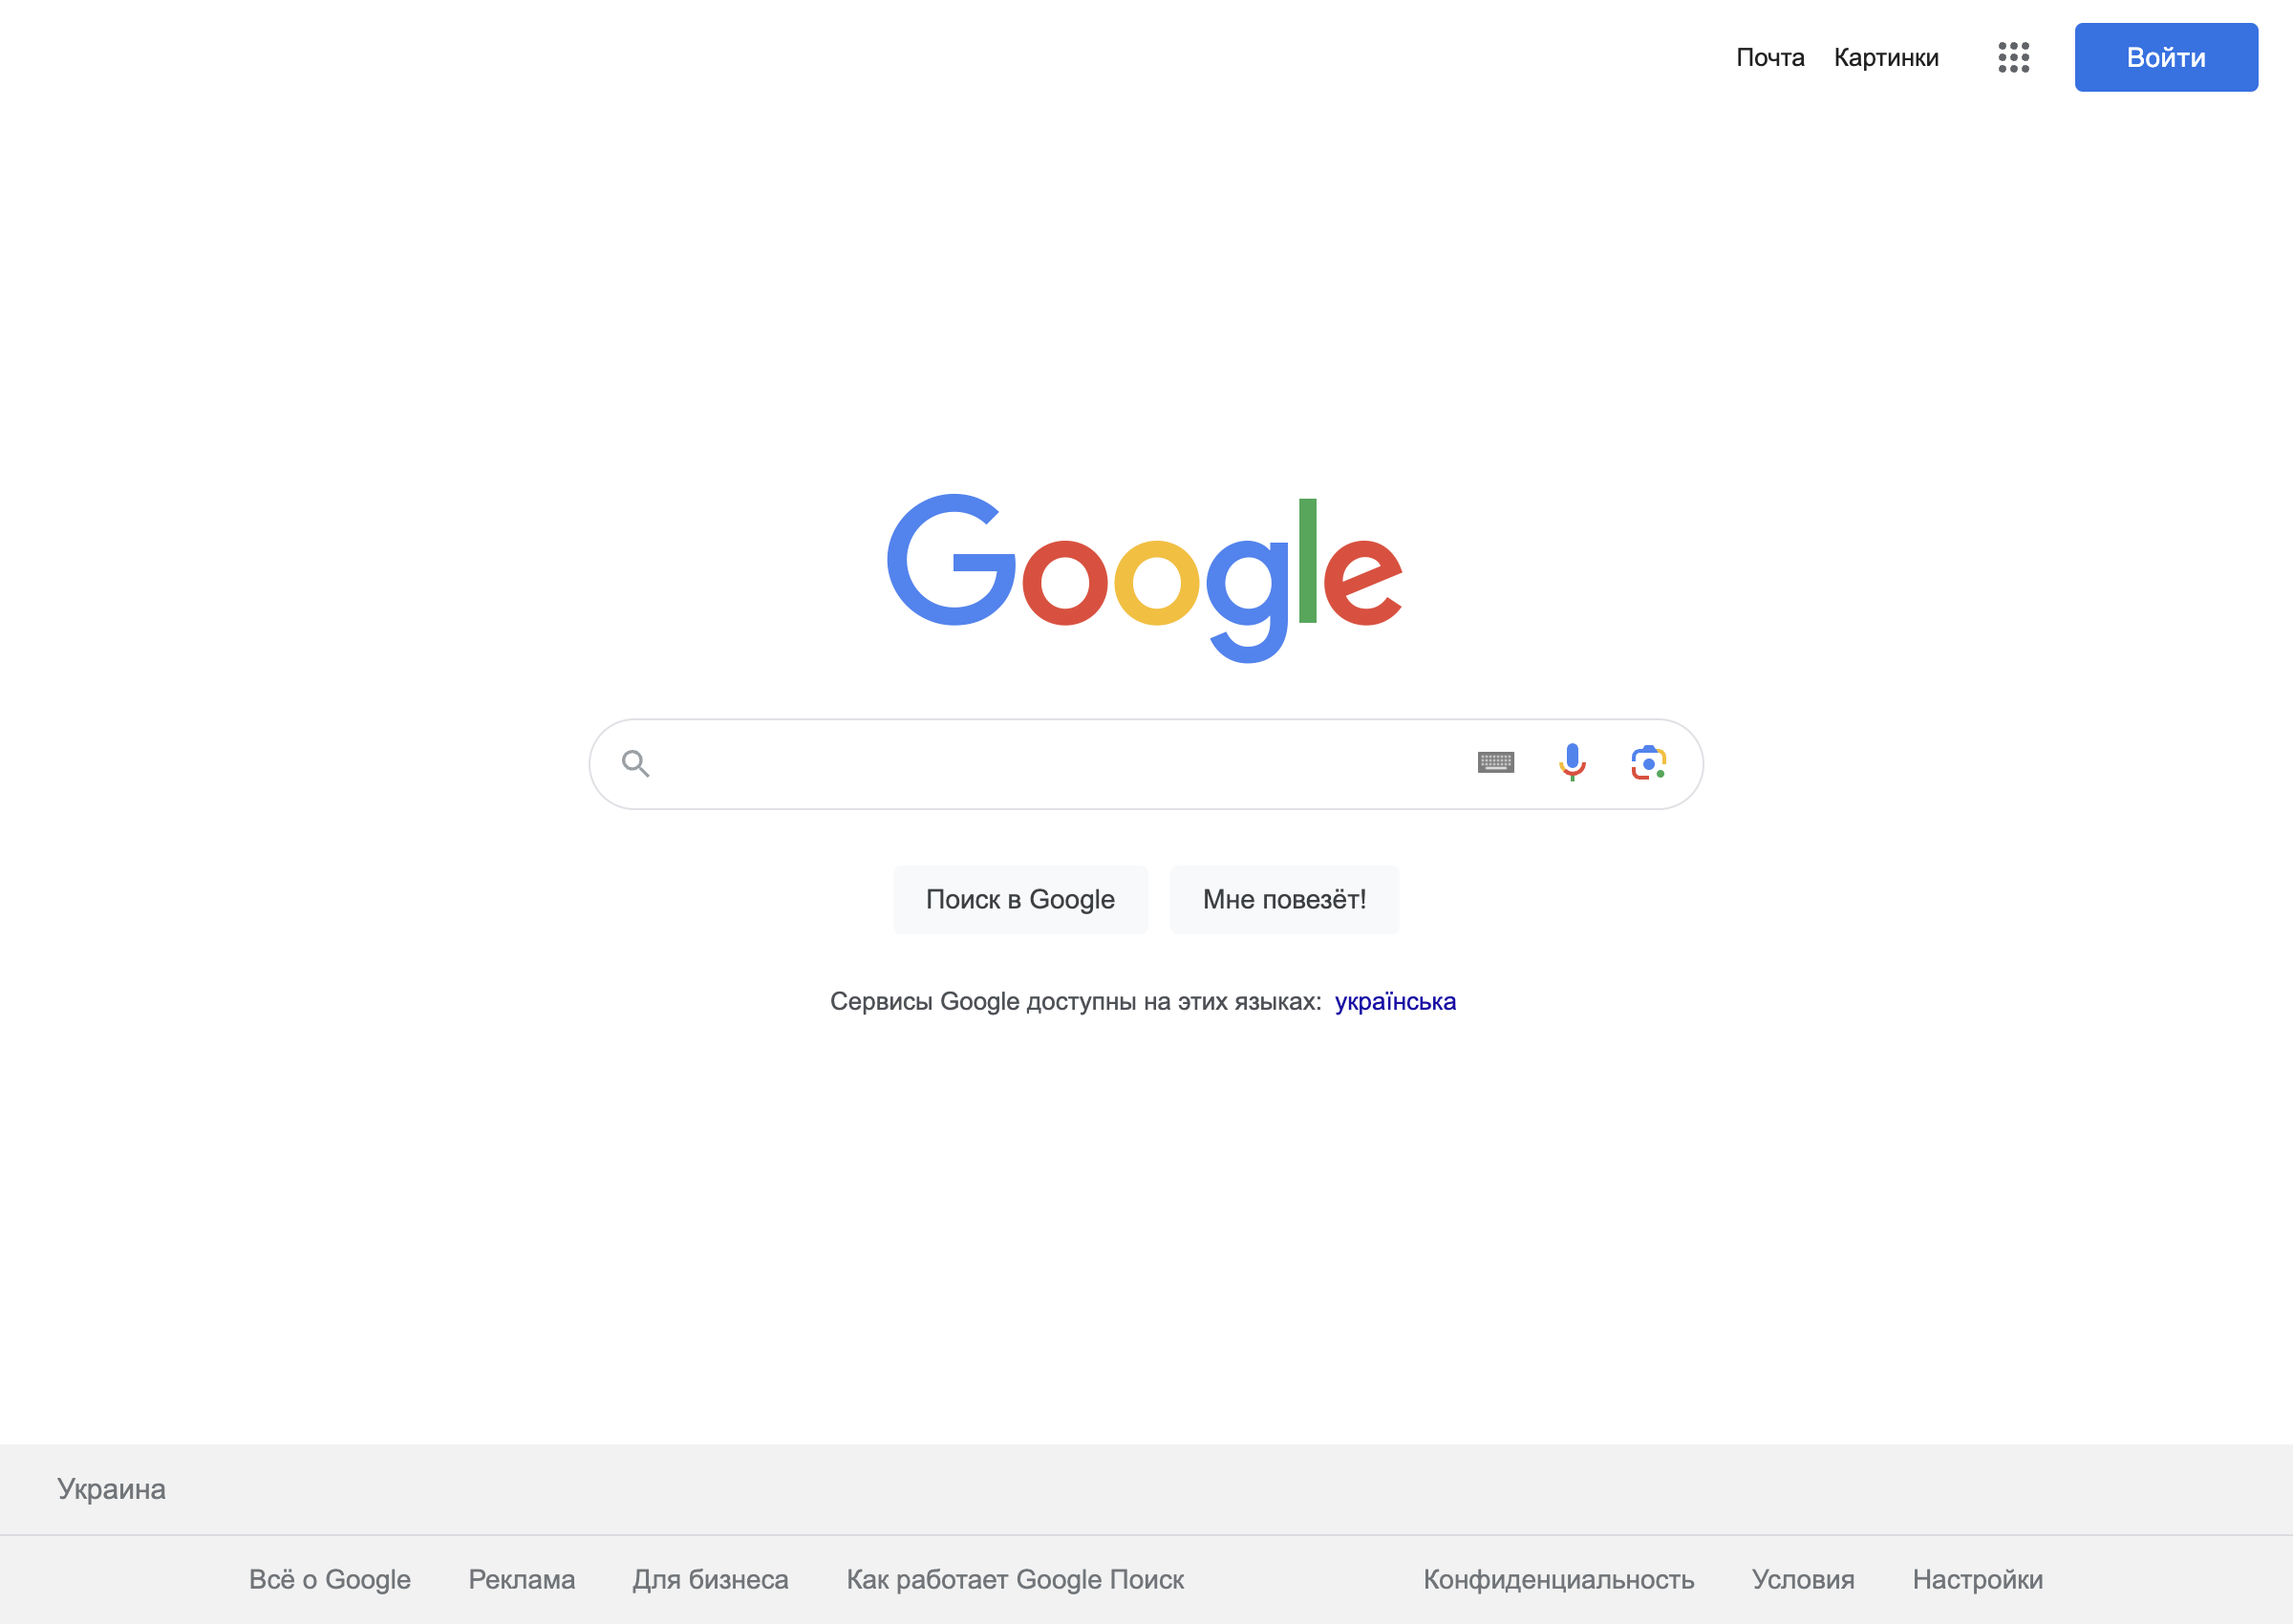 Почта Картинки Войти
Google
Поиск в Google Мне повезёт!
Сервисы Google доступны на этих языках: українська
Украина
Всё о Google Реклама Для бизнеса Как работает Google Поиск Конфиденциальность Условия Настройки